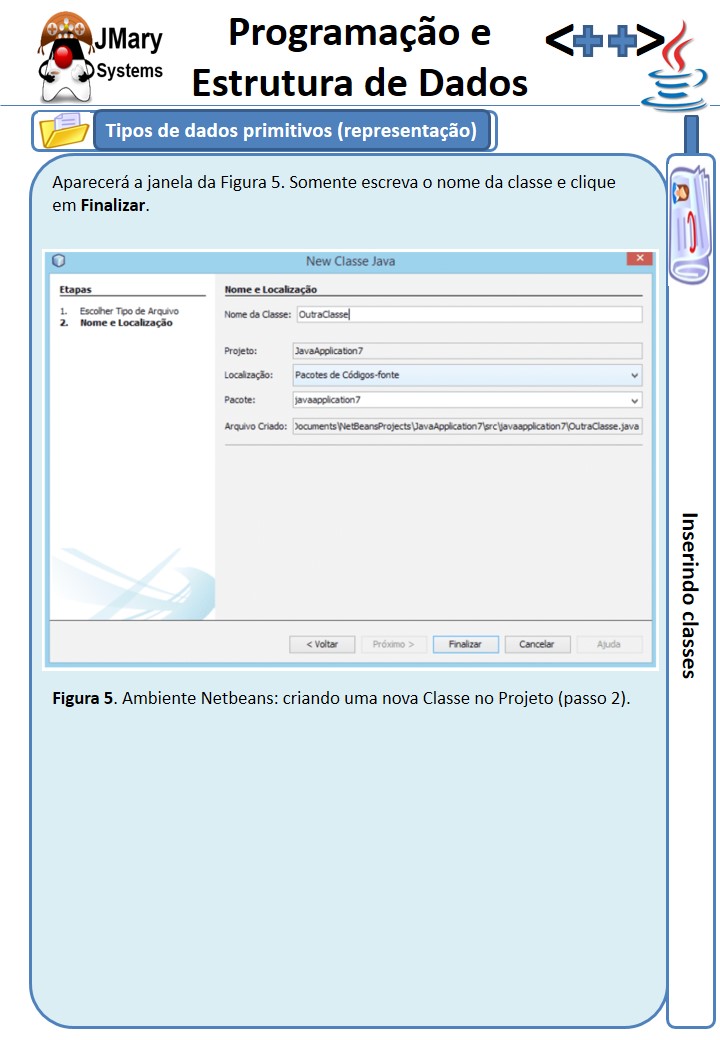 JMary
Systems
Programação e
Estrutura de Dados
<++>
Tipos de dados primitivos (representação)
Aparecerá a janela da Figura 5. Somente escreva o nome da classe e clique
em Finalizar.
New Classe Java
Etapas
1. Escolher Tipo de Arquivo
2. Nome e Localização
Nome e Localização
Nome da Classe: OutraClasse
Projeto: JavaApplication7
Localização: Pacotes de Códigos-fonte
Pacote: javaapplication7
Arquivo Criado: Documents\NetBeansProjects\JavaApplication7\src\javaapplication7\OutraClasse.java
< Voltar Próximo > Finalizar Cancelar Ajuda
Figura 5. Ambiente Netbeans: criando uma nova Classe no Projeto (passo 2).
Inserindo classes